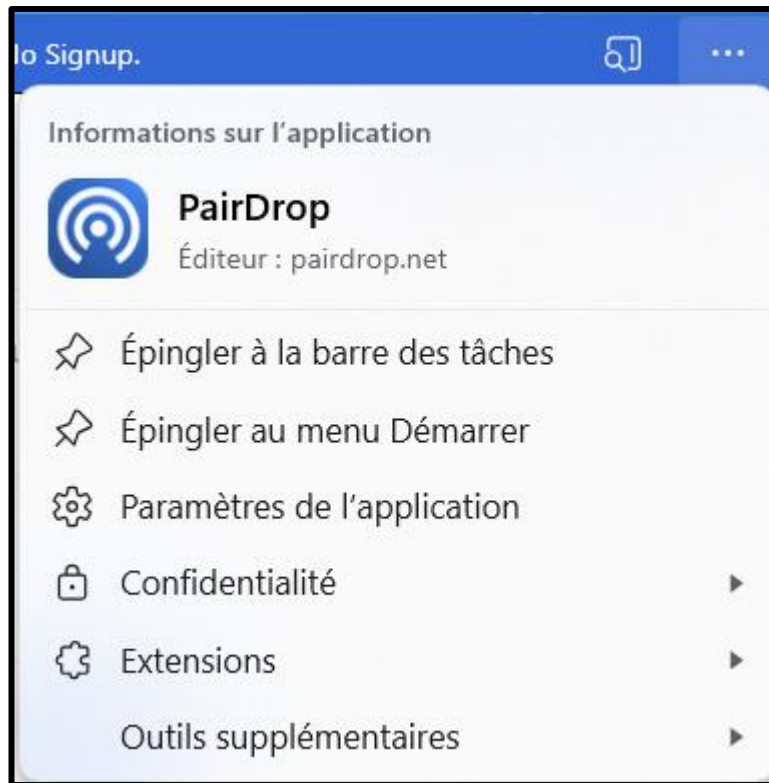 Signup.
Informations sur l’application
PairDrop
Éditeur : pairdrop.net
Épingler à la barre des tâches
Épingler au menu Démarrer
Paramètres de l’application
Confidentialité
Extensions
Outils supplémentaires